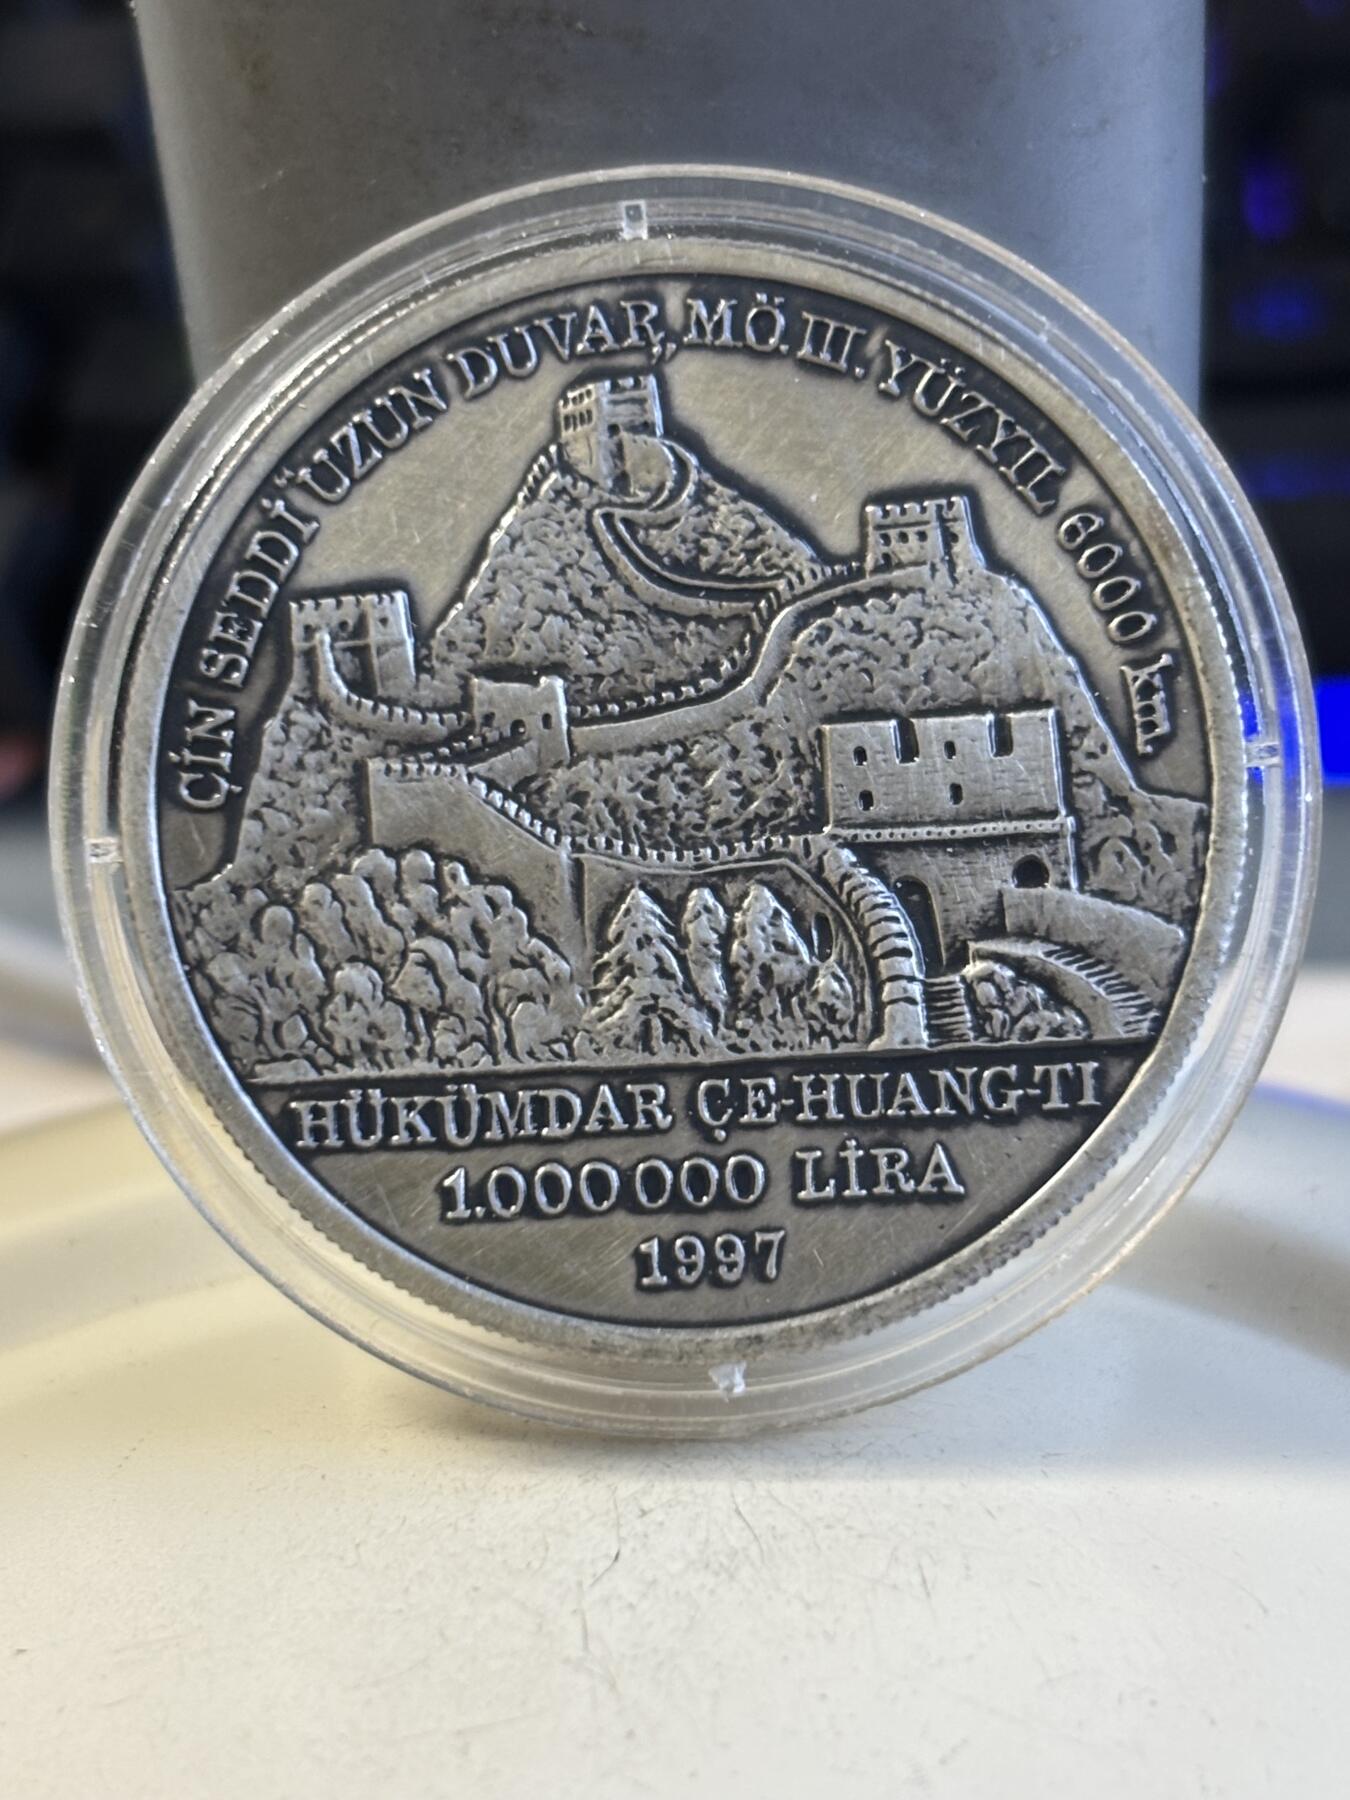 ÇİN SEDDİ "UZUN DUVAR, MÖ. III. YÜZYIL 6000 km.
HÜKÜMDAR ÇE-HUANG-TI
1.000 000 LİRA
1997